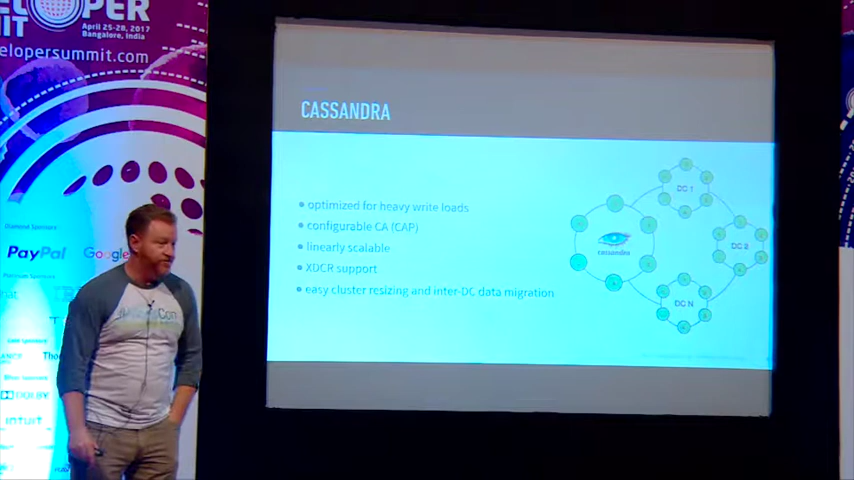 PER
MIT
April 25-28, 2017
Bangalore, India
elopersummit.com
PayPal
Google
DOLBY
intuit
CASSANDRA
optimized for heavy write loads
configurable CA (CAP)
linearly scalable
XDCR support
easy cluster resizing and inter-DC data migration
DC 1
cassandra
DC 2
DC N